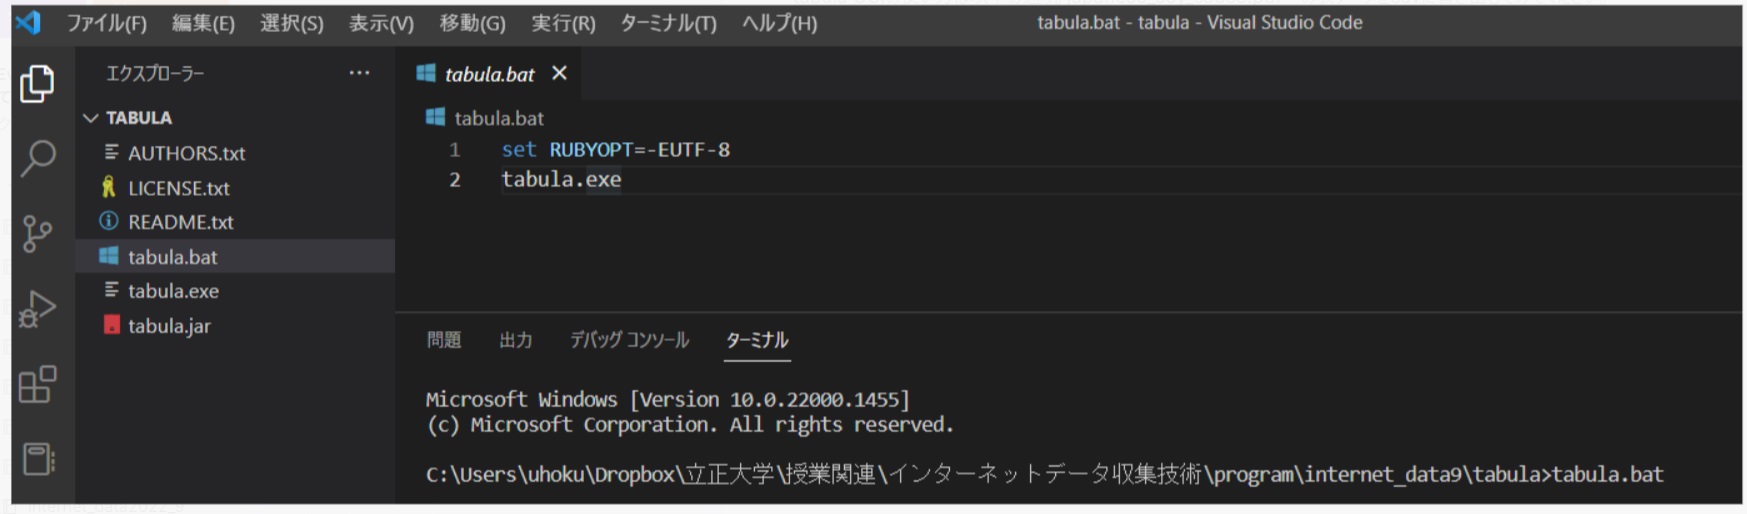 ファイル(F) 編集(E) 選択(S) 表示(V) 移動(G) 実行(R) ターミナル(T) ヘルプ(H) tabula.bat - tabula - Visual Studio Code
エクスプローラー ···
TABULA
AUTHORS.txt
LICENSE.txt
README.txt
tabula.bat
tabula.exe
tabula.jar
tabula.bat ×
tabula.bat
1 set RUBYOPT=-EUTF-8
2 tabula.exe
問題 出力 デバッグ コンソール ターミナル
Microsoft Windows [Version 10.0.22000.1455]
(c) Microsoft Corporation. All rights reserved.
C:\Users\uhoku\Dropbox\立正大学\授業関連\インターネットデータ収集技術\program\internet_data9\tabula>tabula.bat